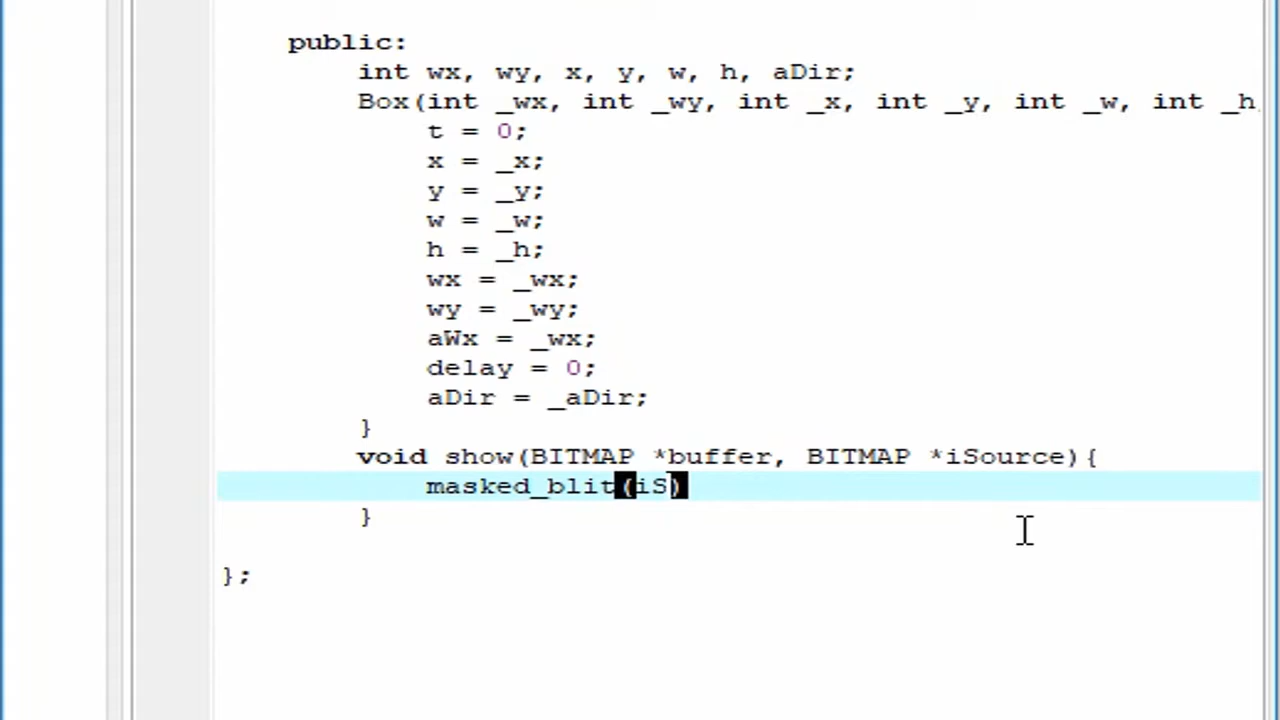 public:
int wx, wy, x, y, w, h, aDir;
Box(int _wx, int _wy, int _x, int _y, int _w, int _h,
t = 0;
x = _x;
y = _y;
w = _w;
h = _h;
wx = _wx;
wy = _wy;
aWx = _wx;
delay = 0;
aDir = _aDir;
}
void show(BITMAP *buffer, BITMAP *iSource){
masked_blit(iS)
}
};